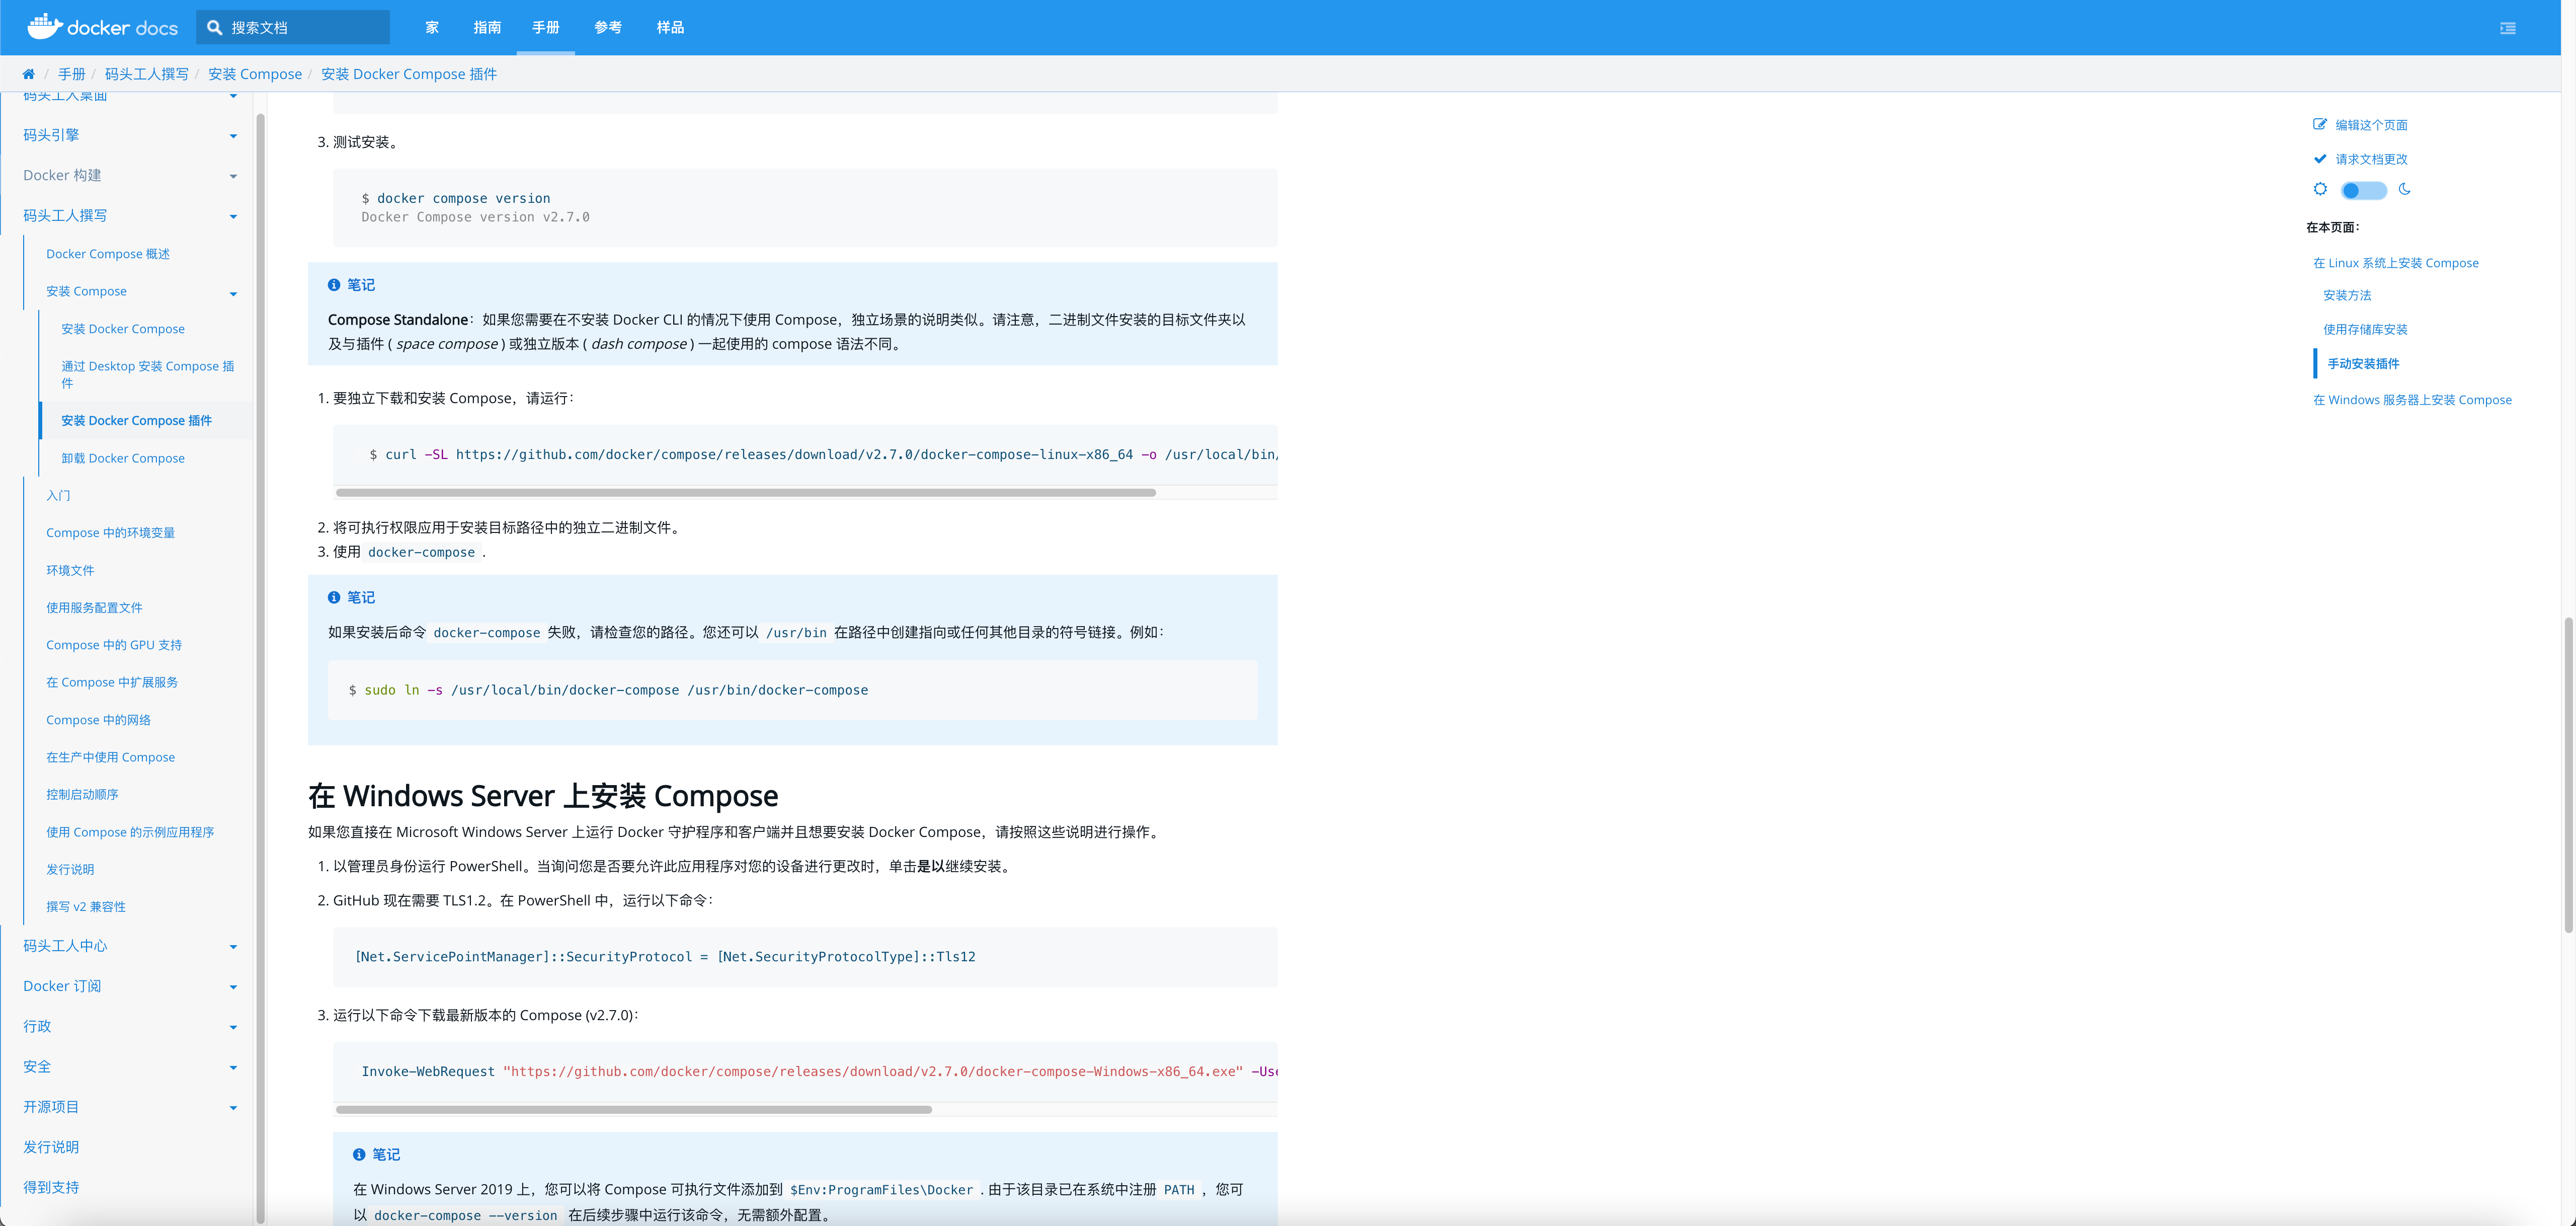 docker docs
搜索文档
家 指南 手册 参考 样品
/ 手册 / 码头工人撰写 / 安装 Compose / 安装 Docker Compose 插件
码头工人桌面
码头引擎
Docker 构建
码头工人撰写
Docker Compose 概述
安装 Compose
安装 Docker Compose
通过 Desktop 安装 Compose 插
件
安装 Docker Compose 插件
卸载 Docker Compose
入门
Compose 中的环境变量
环境文件
使用服务配置文件
Compose 中的 GPU 支持
在 Compose 中扩展服务
Compose 中的网络
在生产中使用 Compose
控制启动顺序
使用 Compose 的示例应用程序
发行说明
撰写 v2 兼容性
码头工人中心
Docker 订阅
行政
安全
开源项目
发行说明
得到支持
3. 测试安装。
$ docker compose version
Docker Compose version v2.7.0
笔记
Compose Standalone：如果您需要在不安装 Docker CLI 的情况下使用 Compose，独立场景的说明类似。请注意，二进制文件安装的目标文件夹以
及与插件 ( space compose ) 或独立版本 ( dash compose ) 一起使用的 compose 语法不同。
1. 要独立下载和安装 Compose，请运行：
$ curl -SL https://github.com/docker/compose/releases/download/v2.7.0/docker-compose-linux-x86_64 -o /usr/local/bin/
2. 将可执行权限应用于安装目标路径中的独立二进制文件。
3. 使用 docker-compose .
笔记
如果安装后命令 docker-compose 失败，请检查您的路径。您还可以 /usr/bin 在路径中创建指向或任何其他目录的符号链接。例如：
$ sudo ln -s /usr/local/bin/docker-compose /usr/bin/docker-compose
在 Windows Server 上安装 Compose
如果您直接在 Microsoft Windows Server 上运行 Docker 守护程序和客户端并且想要安装 Docker Compose，请按照这些说明进行操作。
1. 以管理员身份运行 PowerShell。当询问您是否要允许此应用程序对您的设备进行更改时，单击是以继续安装。
2. GitHub 现在需要 TLS1.2。在 PowerShell 中，运行以下命令：
[Net.ServicePointManager]::SecurityProtocol = [Net.SecurityProtocolType]::Tls12
3. 运行以下命令下载最新版本的 Compose (v2.7.0)：
Invoke-WebRequest "https://github.com/docker/compose/releases/download/v2.7.0/docker-compose-Windows-x86_64.exe" -Use
笔记
在 Windows Server 2019 上，您可以将 Compose 可执行文件添加到 $Env:ProgramFiles\Docker . 由于该目录已在系统中注册 PATH ，您可
以 docker-compose --version 在后续步骤中运行该命令，无需额外配置。
编辑这个页面
请求文档更改
在本页面：
在 Linux 系统上安装 Compose
安装方法
使用存储库安装
手动安装插件
在 Windows 服务器上安装 Compose